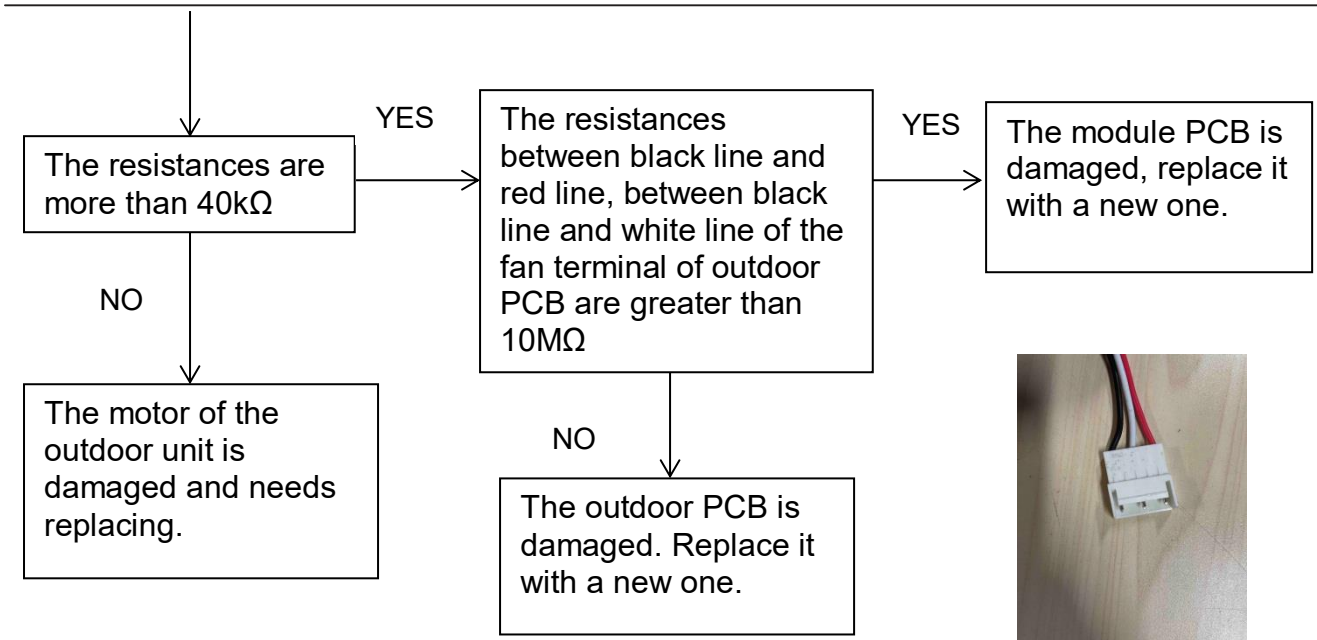 The resistances are
more than 40kΩ
YES
The resistances
between black line and
red line, between black
line and white line of the
fan terminal of outdoor
PCB are greater than
10MΩ
YES
The module PCB is
damaged, replace it
with a new one.
NO
The motor of the
outdoor unit is
damaged and needs
replacing.
NO
The outdoor PCB is
damaged. Replace it
with a new one.